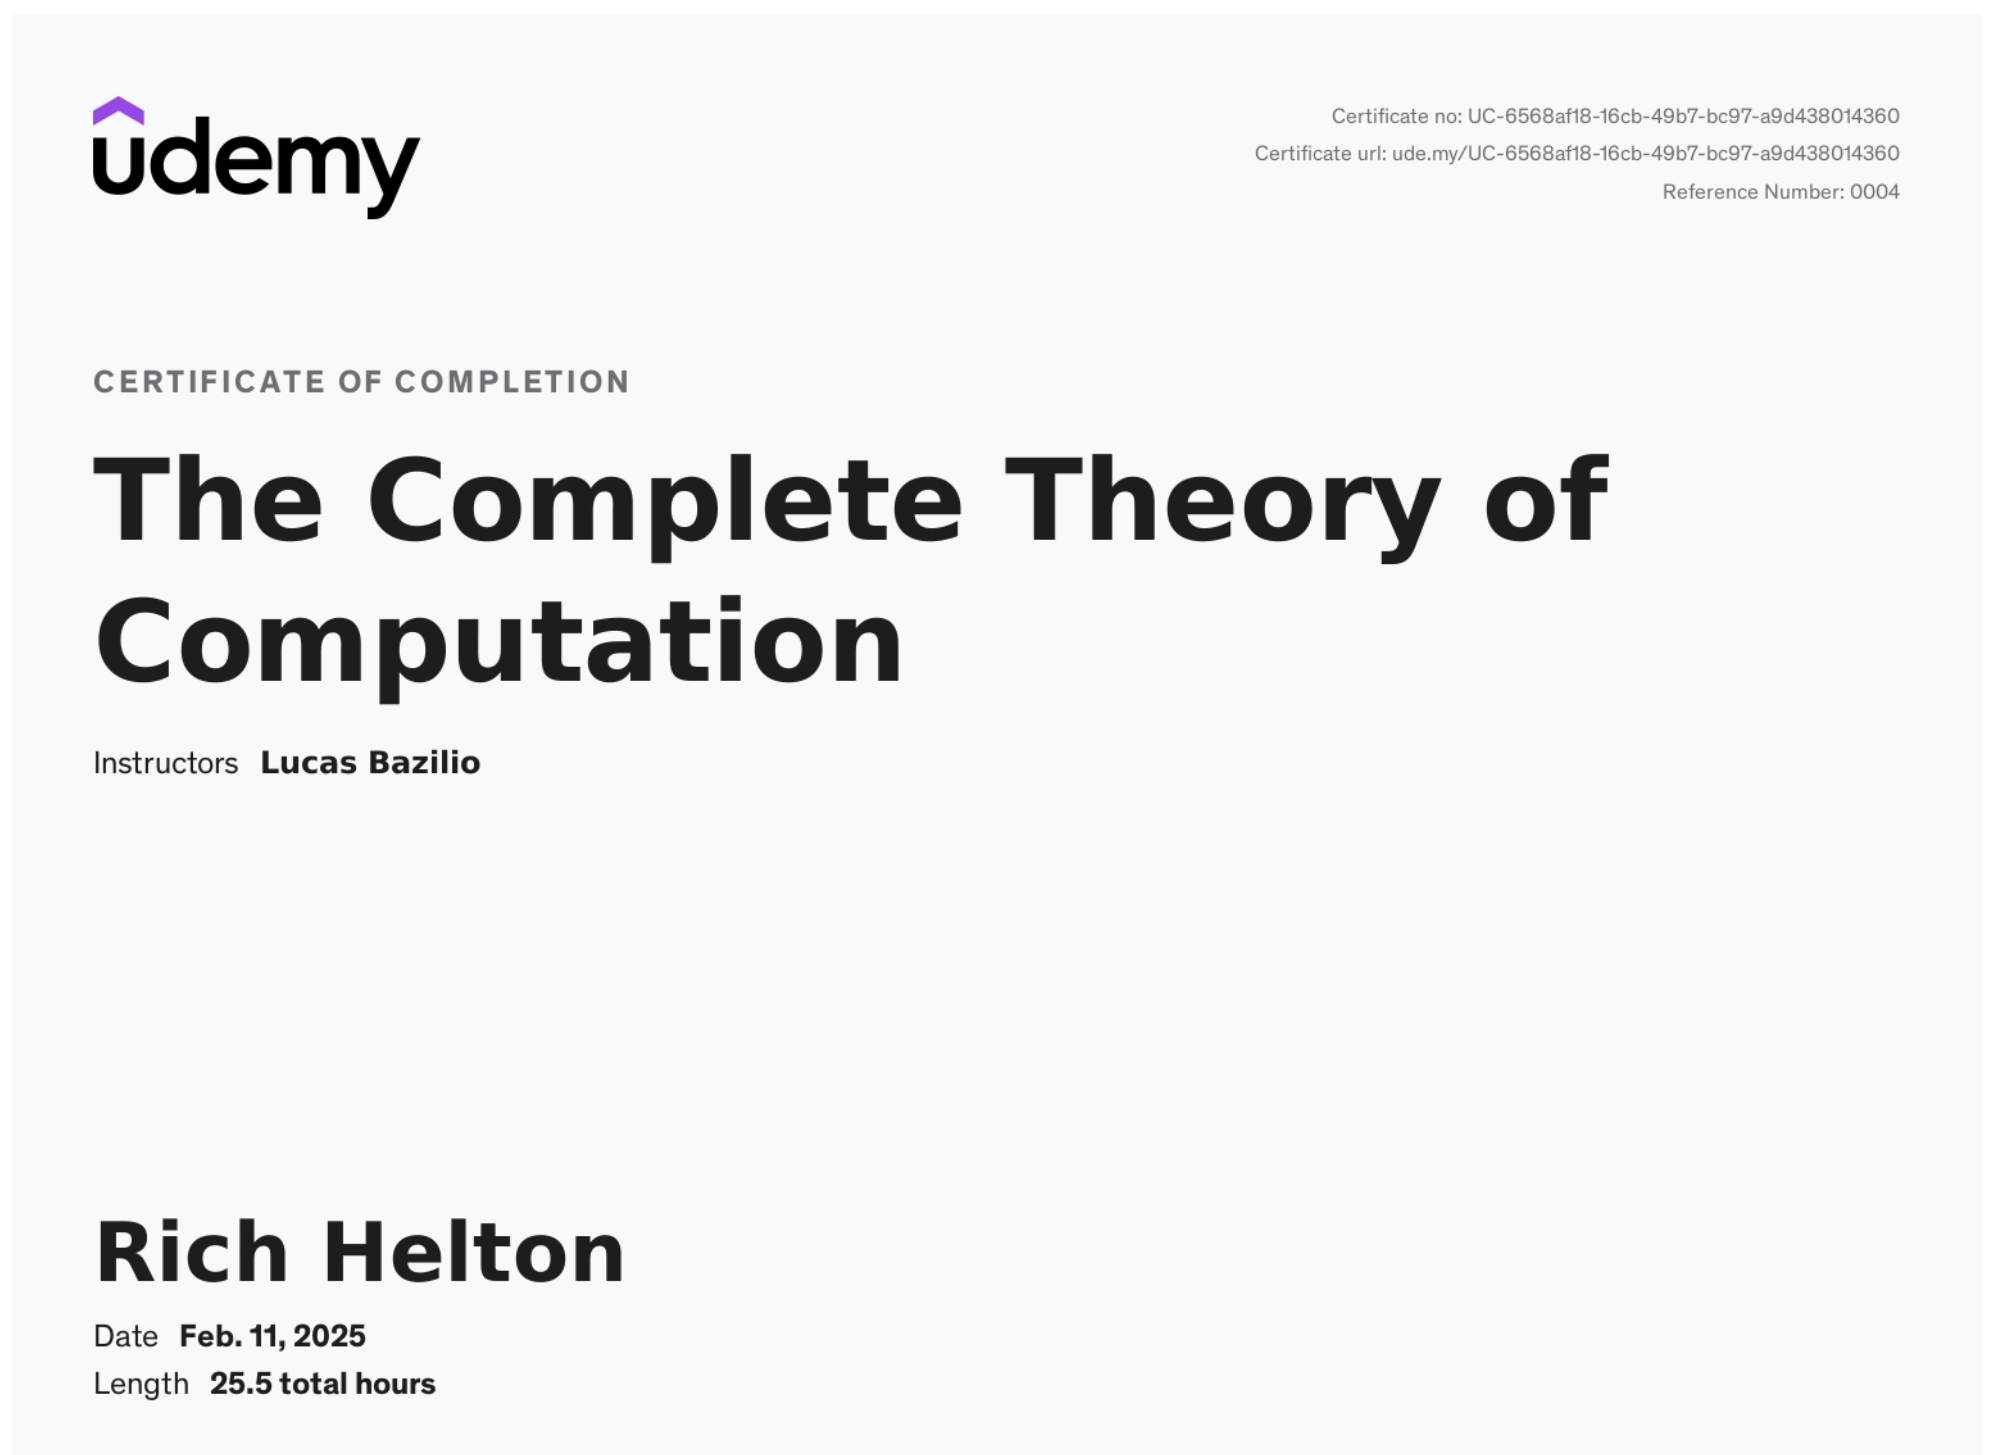 udemy
Certificate no: UC-6568af18-16cb-49b7-bc97-a9d438014360
Certificate url: ude.my/UC-6568af18-16cb-49b7-bc97-a9d438014360
Reference Number: 0004
CERTIFICATE OF COMPLETION
The Complete Theory of
Computation
Instructors Lucas Bazilio
Rich Helton
Date Feb. 11, 2025
Length 25.5 total hours